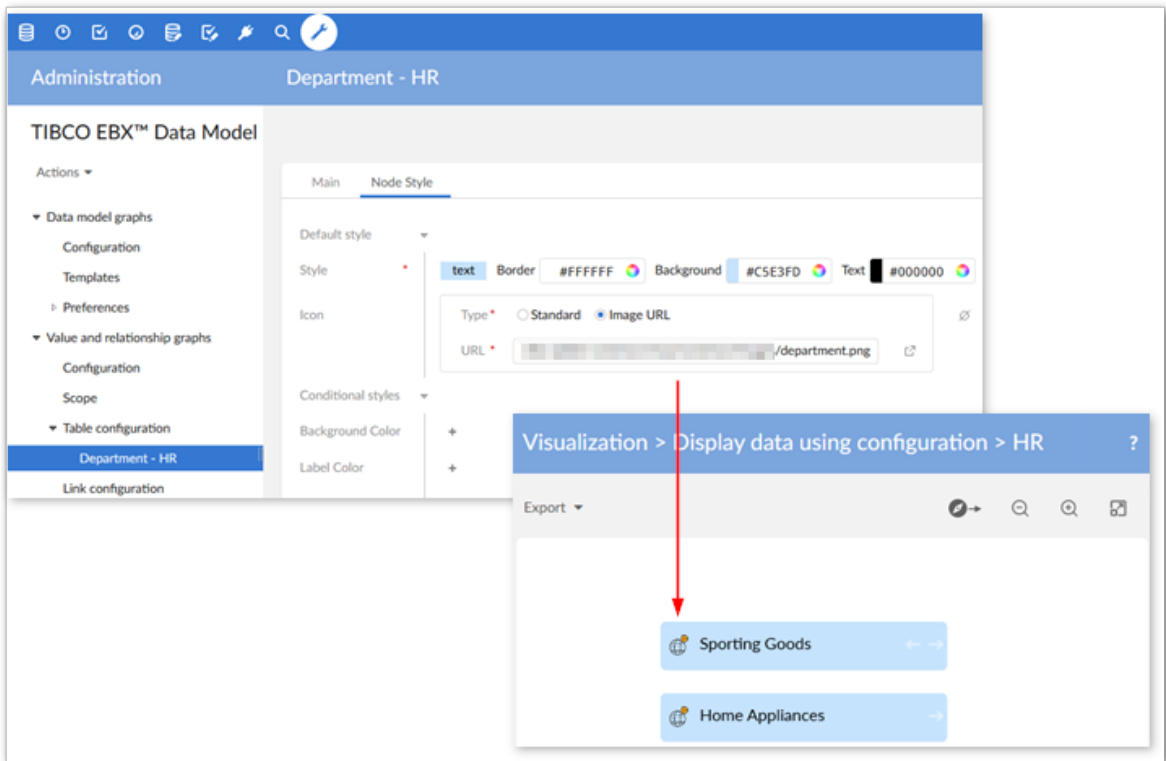 Administration
Department - HR
TIBCO EBX™ Data Model
Actions
Main Node Style
Data model graphs
Configuration
Templates
Preferences
Value and relationship graphs
Configuration
Scope
Table configuration
Department - HR
Link configuration
Default style
Style * text Border #FFFFFF Background #C5E3FD Text #000000
Icon Type * Standard Image URL
URL * /department.png
Conditional styles
Background Color +
Label Color +
Visualization > Display data using configuration > HR ?
Export
Sporting Goods
Home Appliances